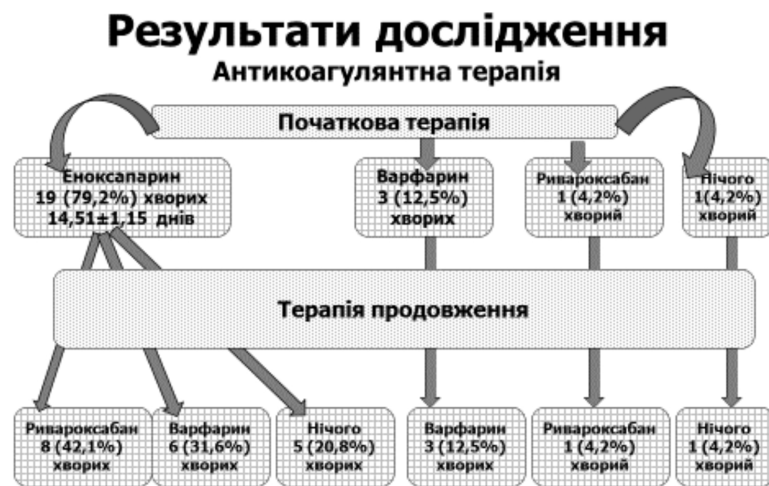 Результати дослідження
Антикоагулянтна терапія
Початкова терапія
Еноксапарин
19 (79,2%) хворих
14,51±1,15 днів
Варфарин
3 (12,5%)
хворих
Ривароксабан
1 (4,2%)
хворий
Нічого
1(4,2%)
хворий
Терапія продовження
Ривароксабан
8 (42,1%)
хворих
Варфарин
6 (31,6%)
хворих
Нічого
5 (20,8%)
хворих
Варфарин
3 (12,5%)
хворих
Ривароксабан
1 (4,2%)
хворий
Нічого
1 (4,2%)
хворий